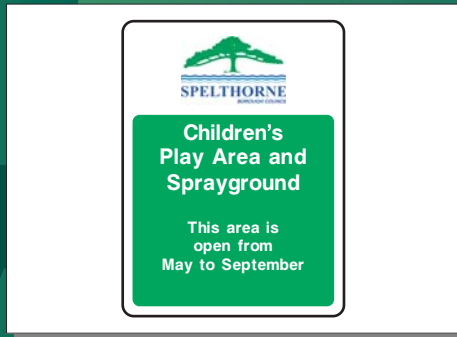 SPELTHORNE
BOROUGH COUNCIL
Children's
Play Area and
Sprayground
This area is
open from
May to September